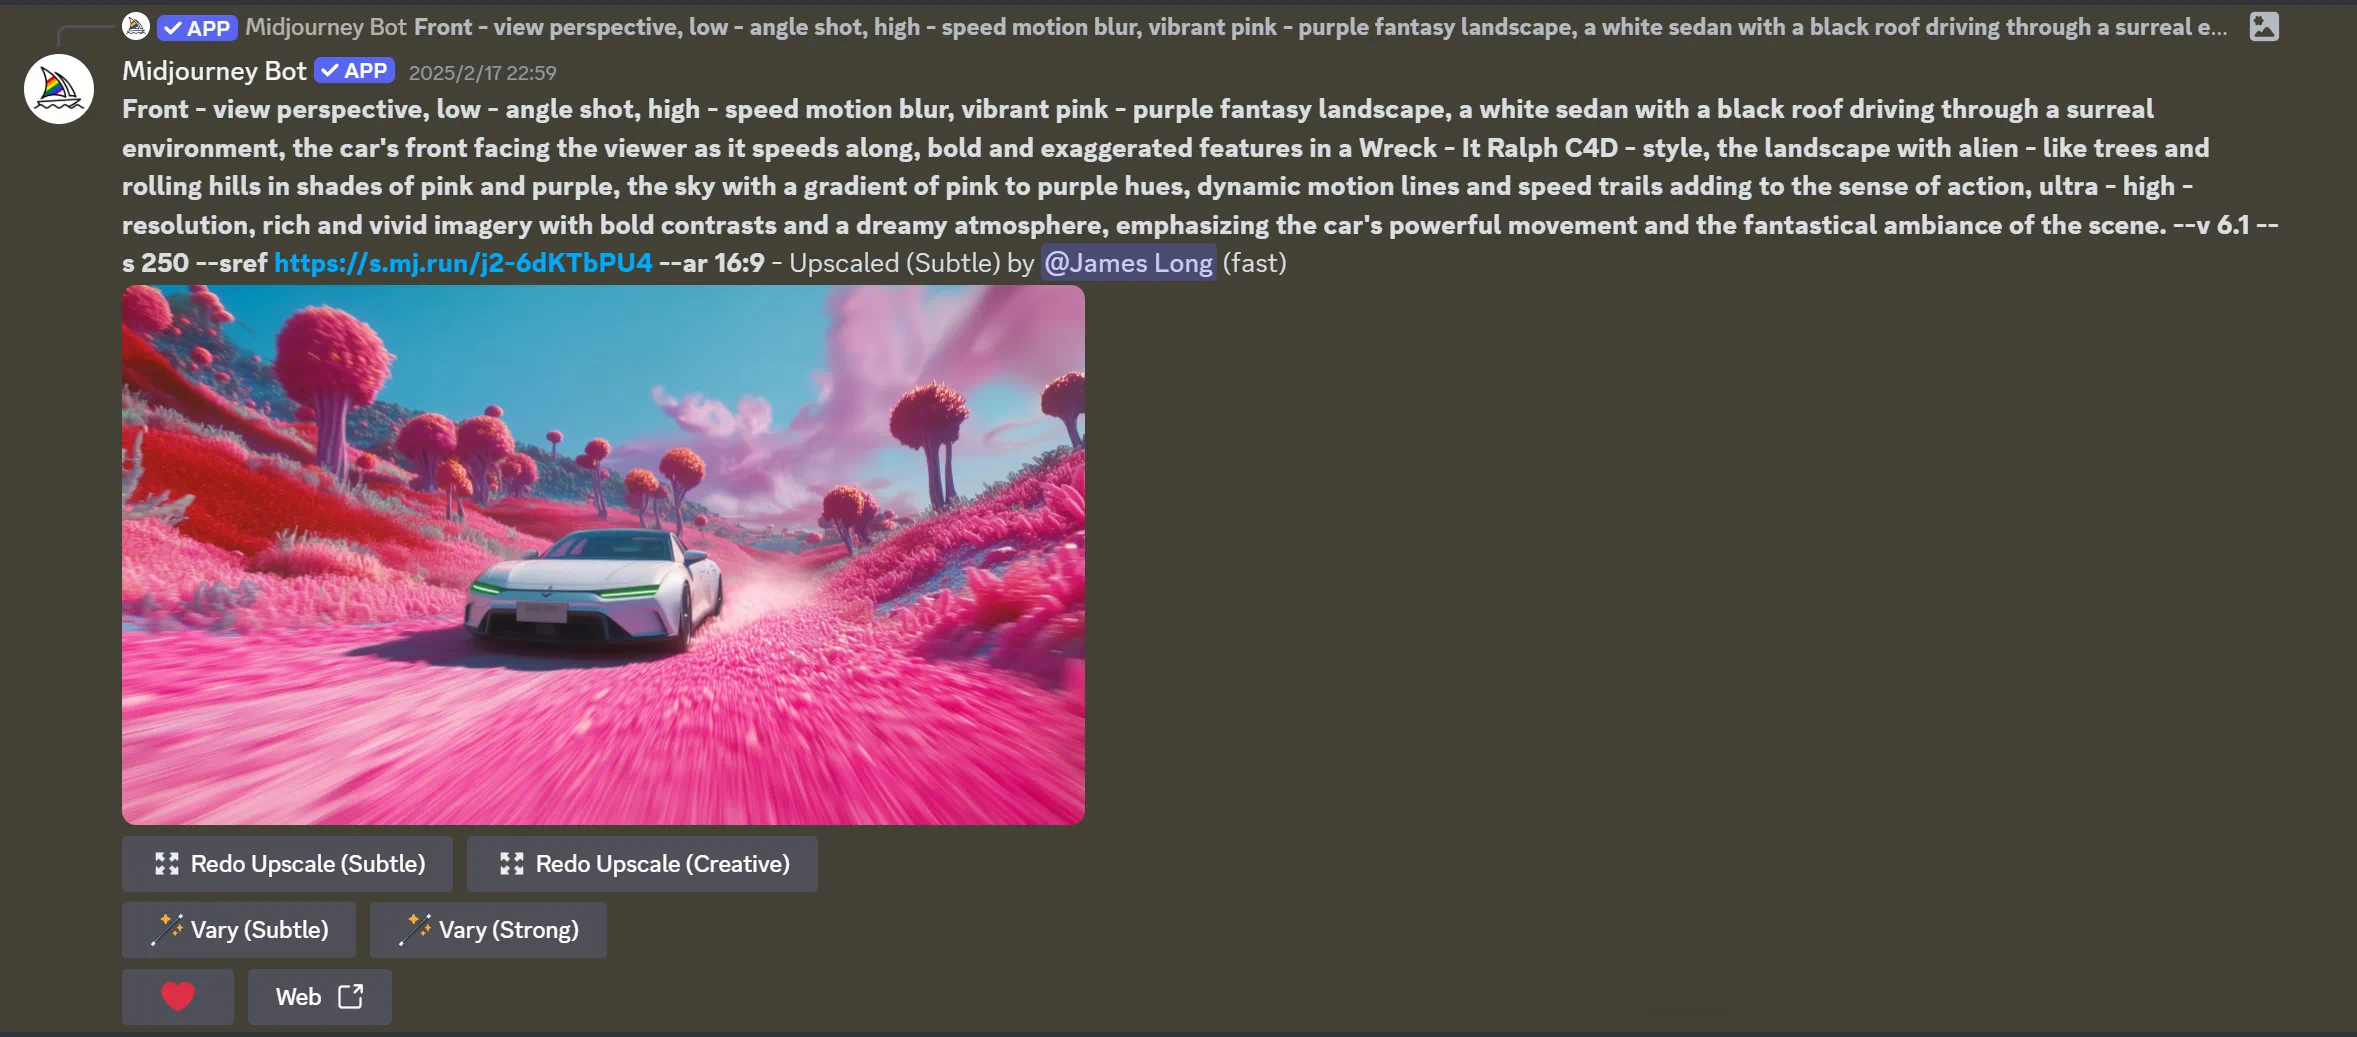 APP Midjourney Bot Front - view perspective, low - angle shot, high - speed motion blur, vibrant pink - purple fantasy landscape, a white sedan with a black roof driving through a surreal e...
Midjourney Bot APP 2025/2/17 22:59
Front - view perspective, low - angle shot, high - speed motion blur, vibrant pink - purple fantasy landscape, a white sedan with a black roof driving through a surreal
environment, the car's front facing the viewer as it speeds along, bold and exaggerated features in a Wreck - It Ralph C4D - style, the landscape with alien - like trees and
rolling hills in shades of pink and purple, the sky with a gradient of pink to purple hues, dynamic motion lines and speed trails adding to the sense of action, ultra - high -
resolution, rich and vivid imagery with bold contrasts and a dreamy atmosphere, emphasizing the car's powerful movement and the fantastical ambiance of the scene. --v 6.1 --
s 250 --sref https://s.mj.run/j2-6dKTbPU4 --ar 16:9 - Upscaled (Subtle) by @James Long (fast)
Redo Upscale (Subtle) Redo Upscale (Creative)
Vary (Subtle) Vary (Strong)
Web